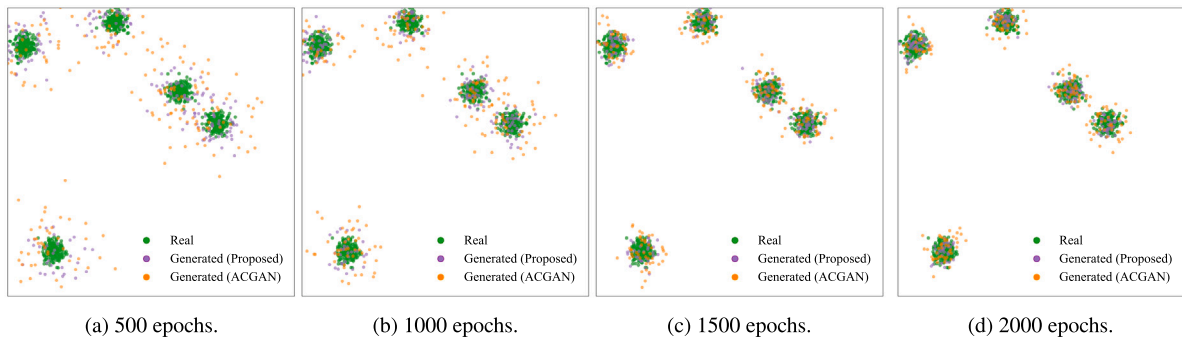 Real
Generated (Proposed)
Generated (ACGAN)
(a) 500 epochs.
Real
Generated (Proposed)
Generated (ACGAN)
(b) 1000 epochs.
Real
Generated (Proposed)
Generated (ACGAN)
(c) 1500 epochs.
Real
Generated (Proposed)
Generated (ACGAN)
(d) 2000 epochs.